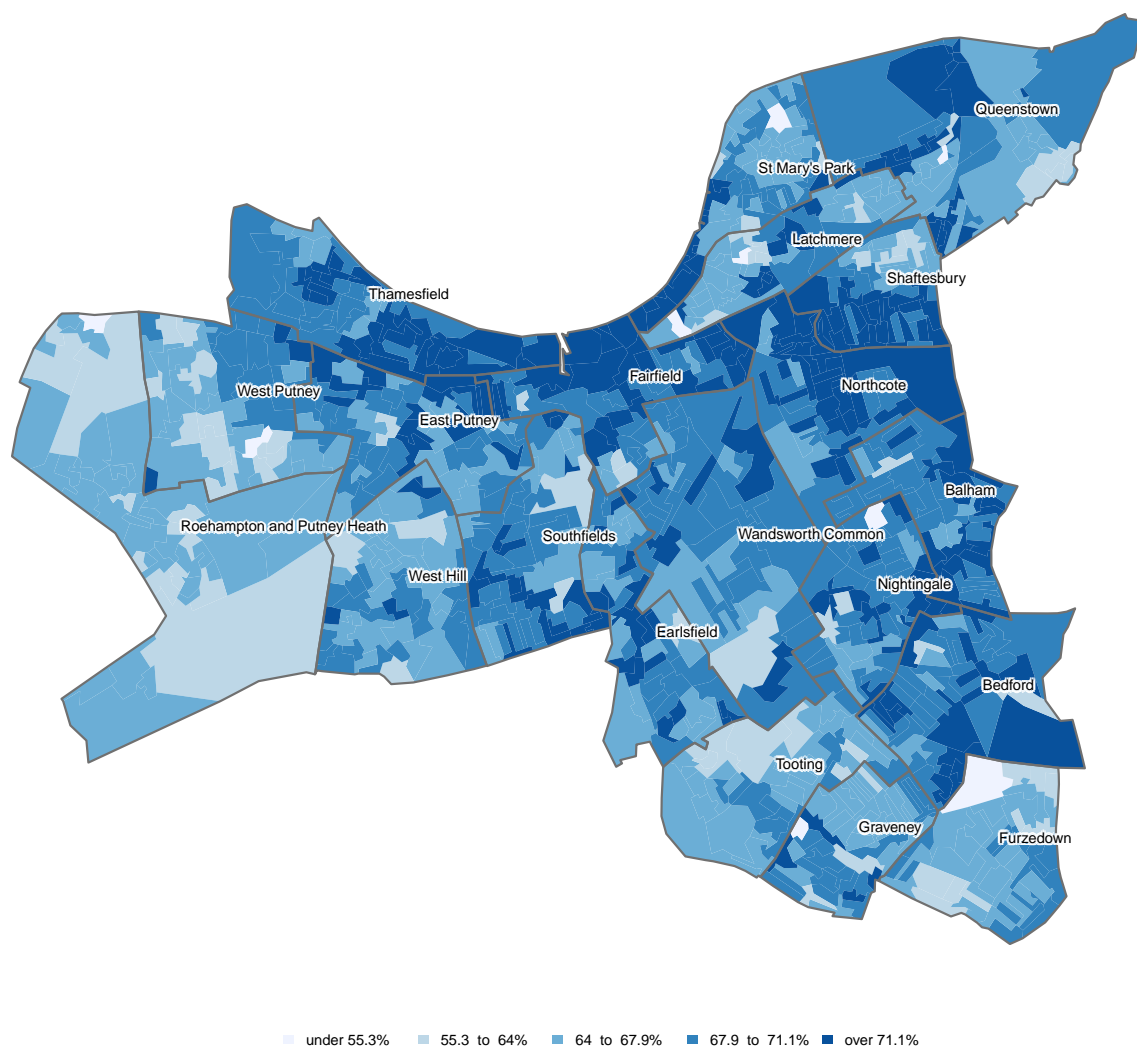 Queenstown
St Mary's Park
Latchmere
Shaftesbury
Thamesfield
Fairfield
Northcote
West Putney
East Putney
Balham
Roehampton and Putney Heath
Southfields
Wandsworth Common
West Hill
Nightingale
Earlsfield
Bedford
Tooting
Graveney
Furzedown
under 55.3% 55.3 to 64% 64 to 67.9% 67.9 to 71.1% over 71.1%